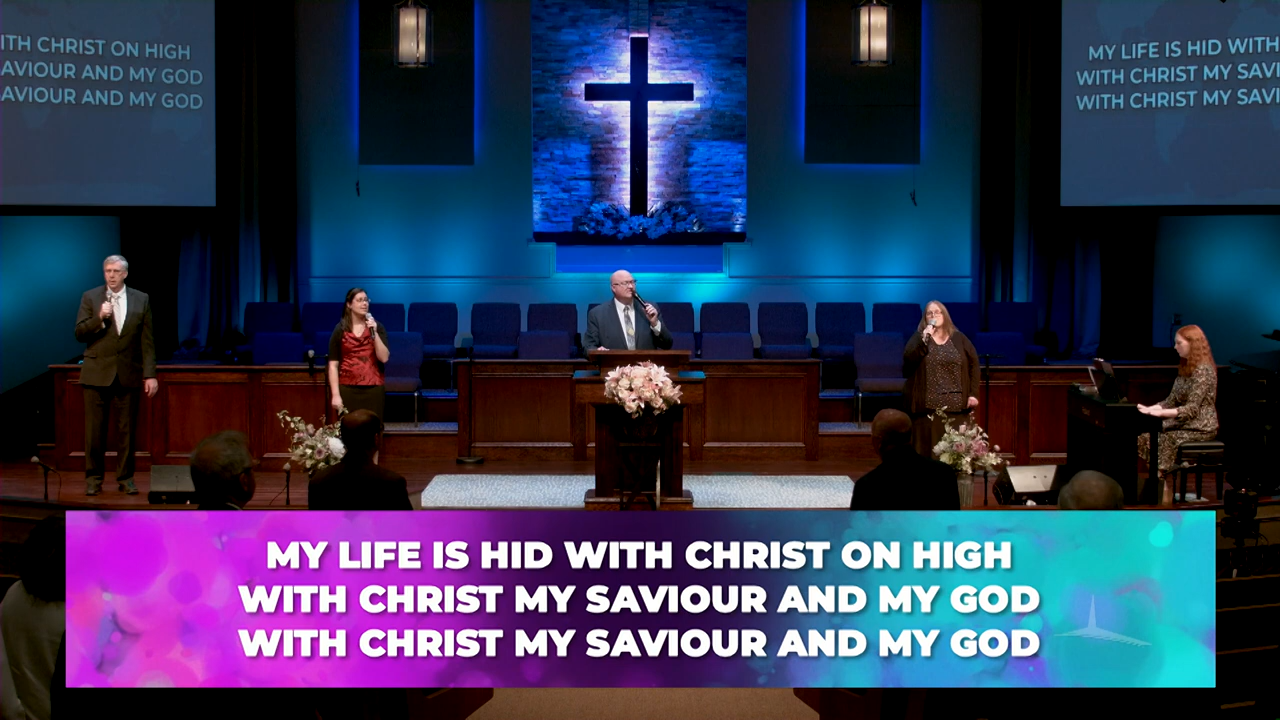 ITH CHRIST ON HIGH
AVIOUR AND MY GOD
AVIOUR AND MY GOD
MY LIFE IS HID WITH
WITH CHRIST MY SAVI
WITH CHRIST MY SAVI
MY LIFE IS HID WITH CHRIST ON HIGH
WITH CHRIST MY SAVIOUR AND MY GOD
WITH CHRIST MY SAVIOUR AND MY GOD